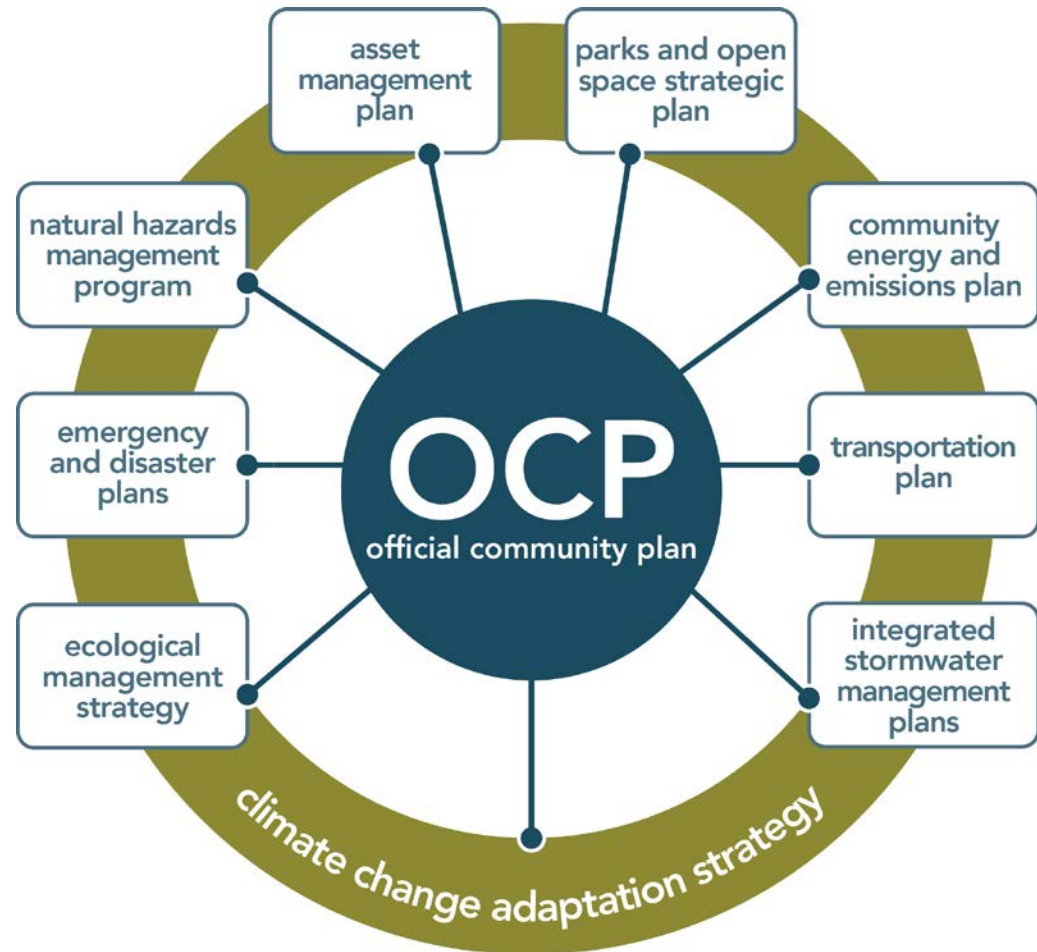 asset
management
plan
parks and open
space strategic
plan
natural hazards
management
program
community
energy and
emissions plan
emergency
and disaster
plans
OCP
official community plan
transportation
plan
ecological
management
strategy
integrated
stormwater
management
plans
climate change adaptation strategy